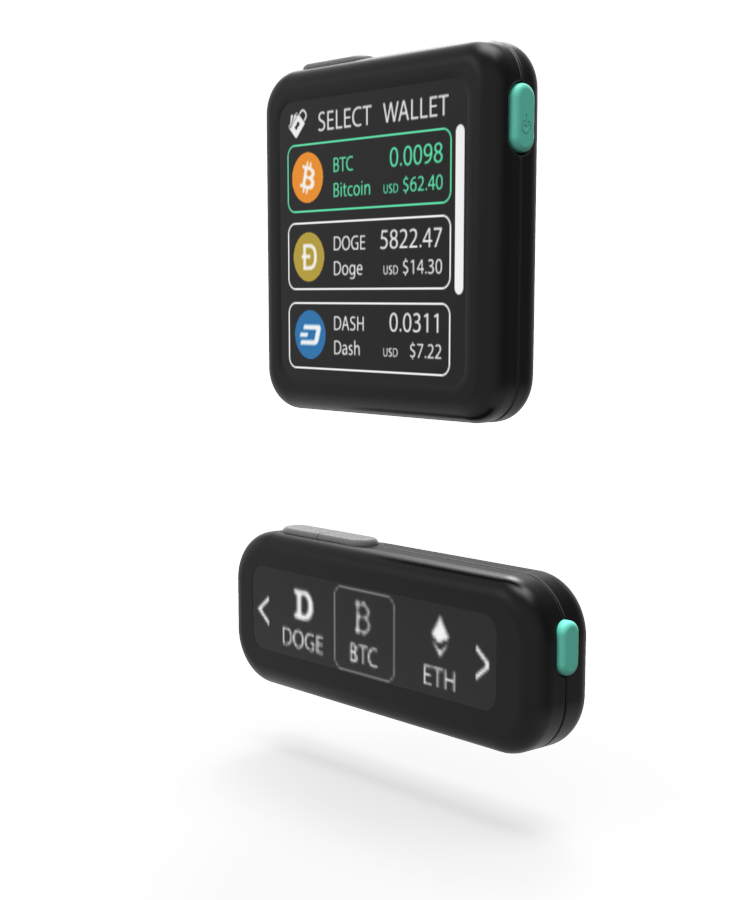 SELECT WALLET
BTC 0.0098
Bitcoin USD $62.40
DOGE 5822.47
Doge USD $14.30
DASH 0.0311
Dash USD $7.22
< DOGE BTC ETH >